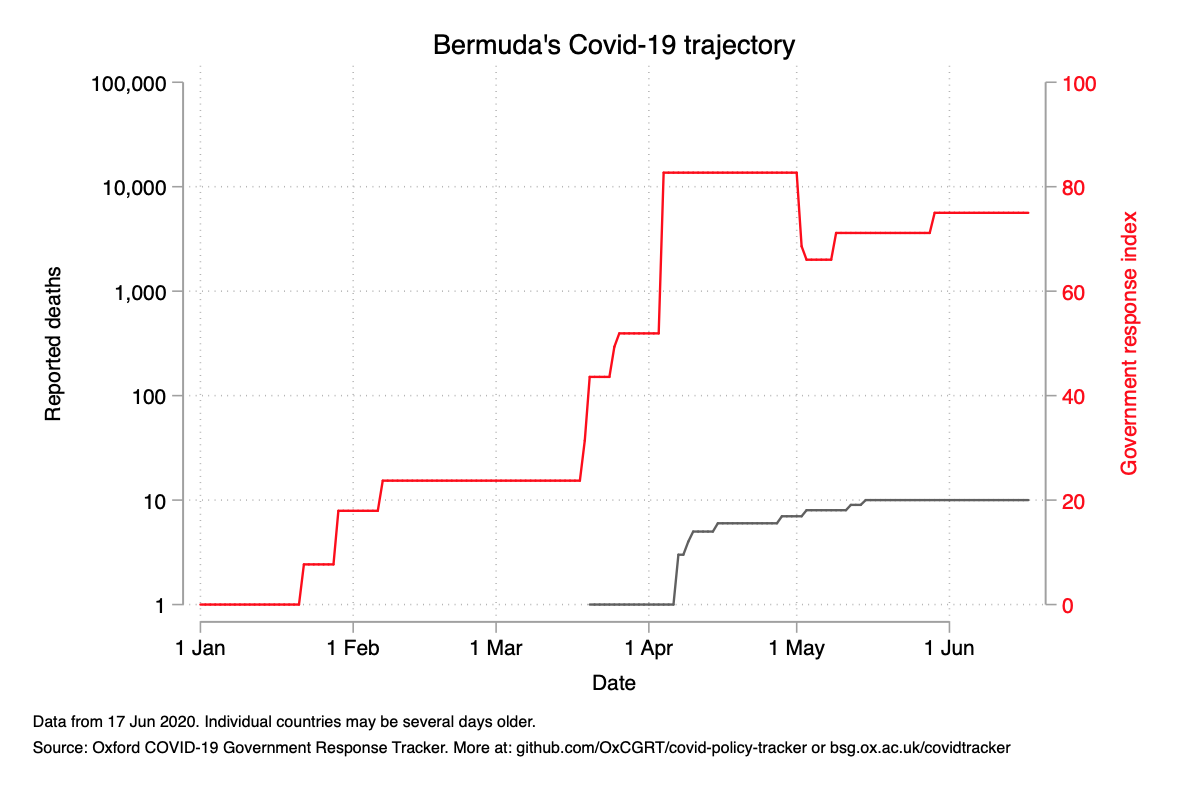 Bermuda's Covid-19 trajectory
100,000
10,000
1,000
100
10
1
Reported deaths
100
80
60
40
20
0
Government response index
1 Jan
1 Feb
1 Mar
1 Apr
1 May
1 Jun
Date
Data from 17 Jun 2020. Individual countries may be several days older.
Source: Oxford COVID-19 Government Response Tracker. More at: github.com/OxCGRT/covid-policy-tracker or bsg.ox.ac.uk/covidtracker